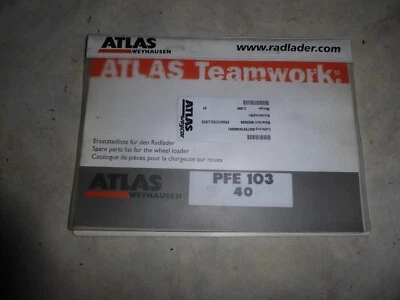 ATLAS
WEYHAUSEN
www.radlader.com
ATLAS Teamwork:
Ersatzteilliste für den Radlader
Spare parts list for the wheel loader
Catalogue de pièces pour la chargeuse sur roues
ATLAS
WEYHAUSEN
PFE 103
40